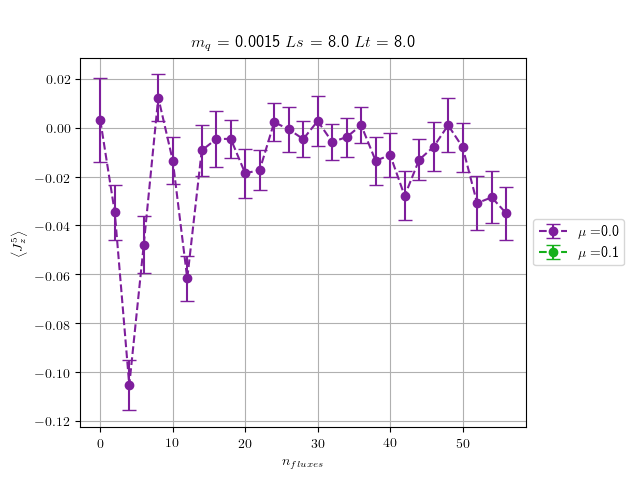 m_q = 0.0015 Ls = 8.0 Lt = 8.0
0.02
0.00
−0.02
−0.04
−0.06
−0.08
−0.10
−0.12
⟨J_z^5⟩
0 10 20 30 40 50
n_fluxes
μ =0.0
μ =0.1